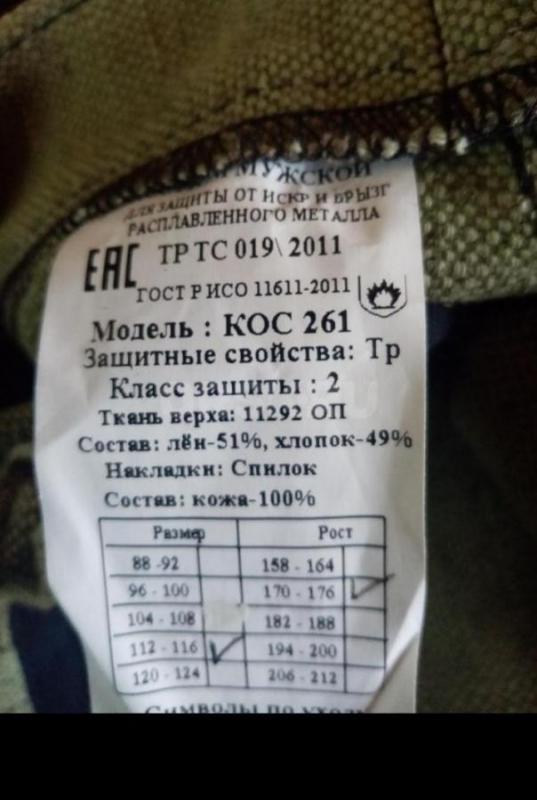 МУЖСКОЙ
ДЛЯ ЗАЩИТЫ ОТ ИСКР И БРЫЗГ
РАСПЛАВЛЕННОГО МЕТАЛЛА
ЕАС ТР ТС 019\ 2011
ГОСТ Р ИСО 11611-2011
Модель : КОС 261
Защитные свойства: Тр
Класс защиты : 2
Ткань верха: 11292 ОП
Состав: лён-51%, хлопок-49%
Накладки: Спилок
Состав: кожа-100%
Размер Рост
88 -92 158 - 164
96 - 100 170 - 176
104 - 108 182 - 188
112 - 116 194 - 200
120 - 124 206 - 212
Символы по уходу